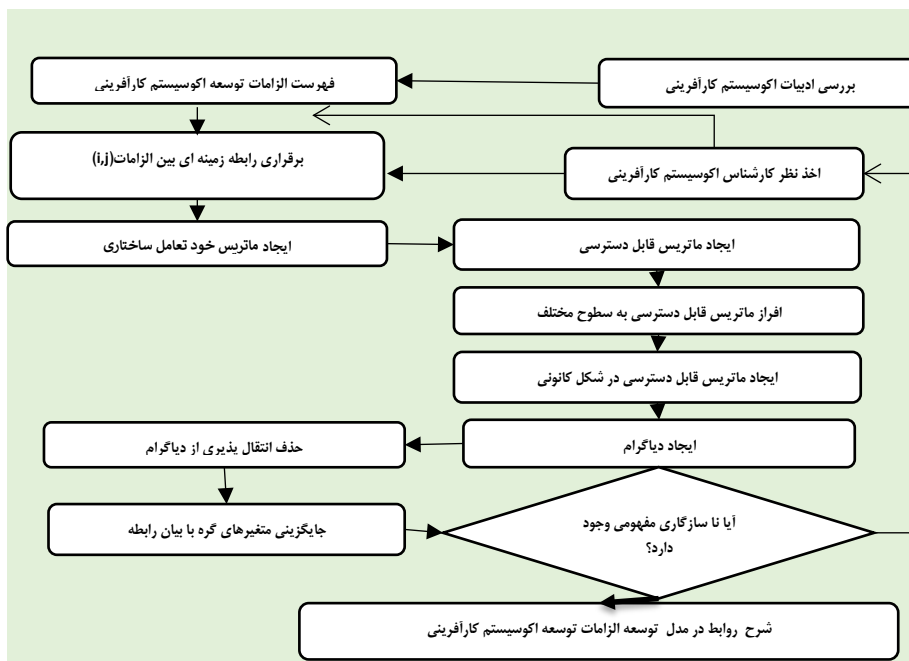 بررسی ادبیات اکوسیستم کارآفرینی
فهرست الزامات توسعه اکوسیستم کارآفرینی
برقراری رابطه زمینه ای بین الزامات(i,j)
اخذ نظر کارشناس اکوسیستم کارآفرینی
ایجاد ماتریس خود تعامل ساختاری
ایجاد ماتریس قابل دسترسی
افراز ماتریس قابل دسترسی به سطوح مختلف
ایجاد ماتریس قابل دسترسی در شکل کانونی
ایجاد دیاگرام
حذف انتقال پذیری از دیاگرام
جایگزینی متغیرهای گره با بیان رابطه
آیا نا سازگاری مفهومی وجود
دارد؟
شرح روابط در مدل توسعه الزامات توسعه اکوسیستم کارآفرینی